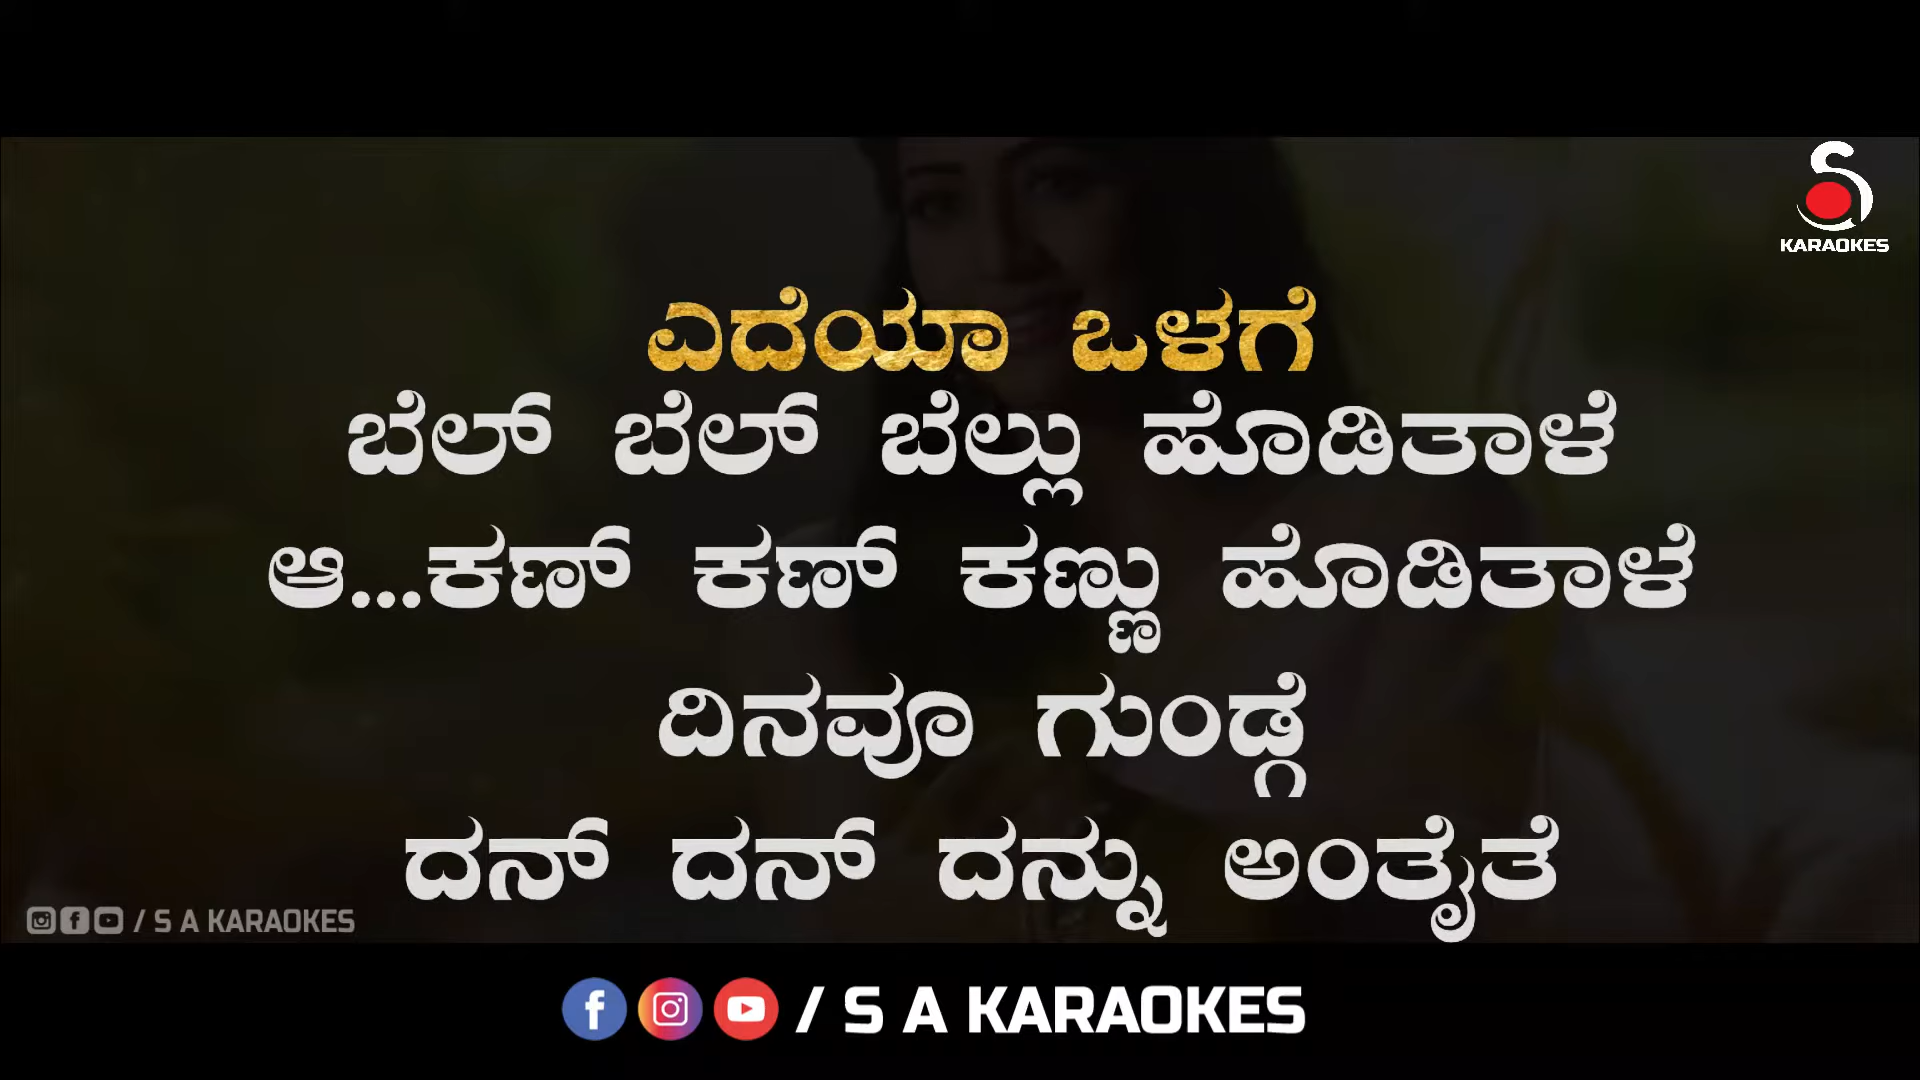 KARAOKES
ಎದೆಯಾ ಒಳಗೆ
ಬೆಲ್ ಬೆಲ್ ಬೆಲ್ಲು ಹೊಡಿತಾಳೆ
ಆ...ಕಣ್ ಕಣ್ ಕಣ್ಣು ಹೊಡಿತಾಳೆ
ದಿನವೂ ಗುಂಡ್ಗೆ
ದನ್ ದನ್ ದನ್ನು ಅಂತೈತೆ
/ S A KARAOKES
/ S A KARAOKES